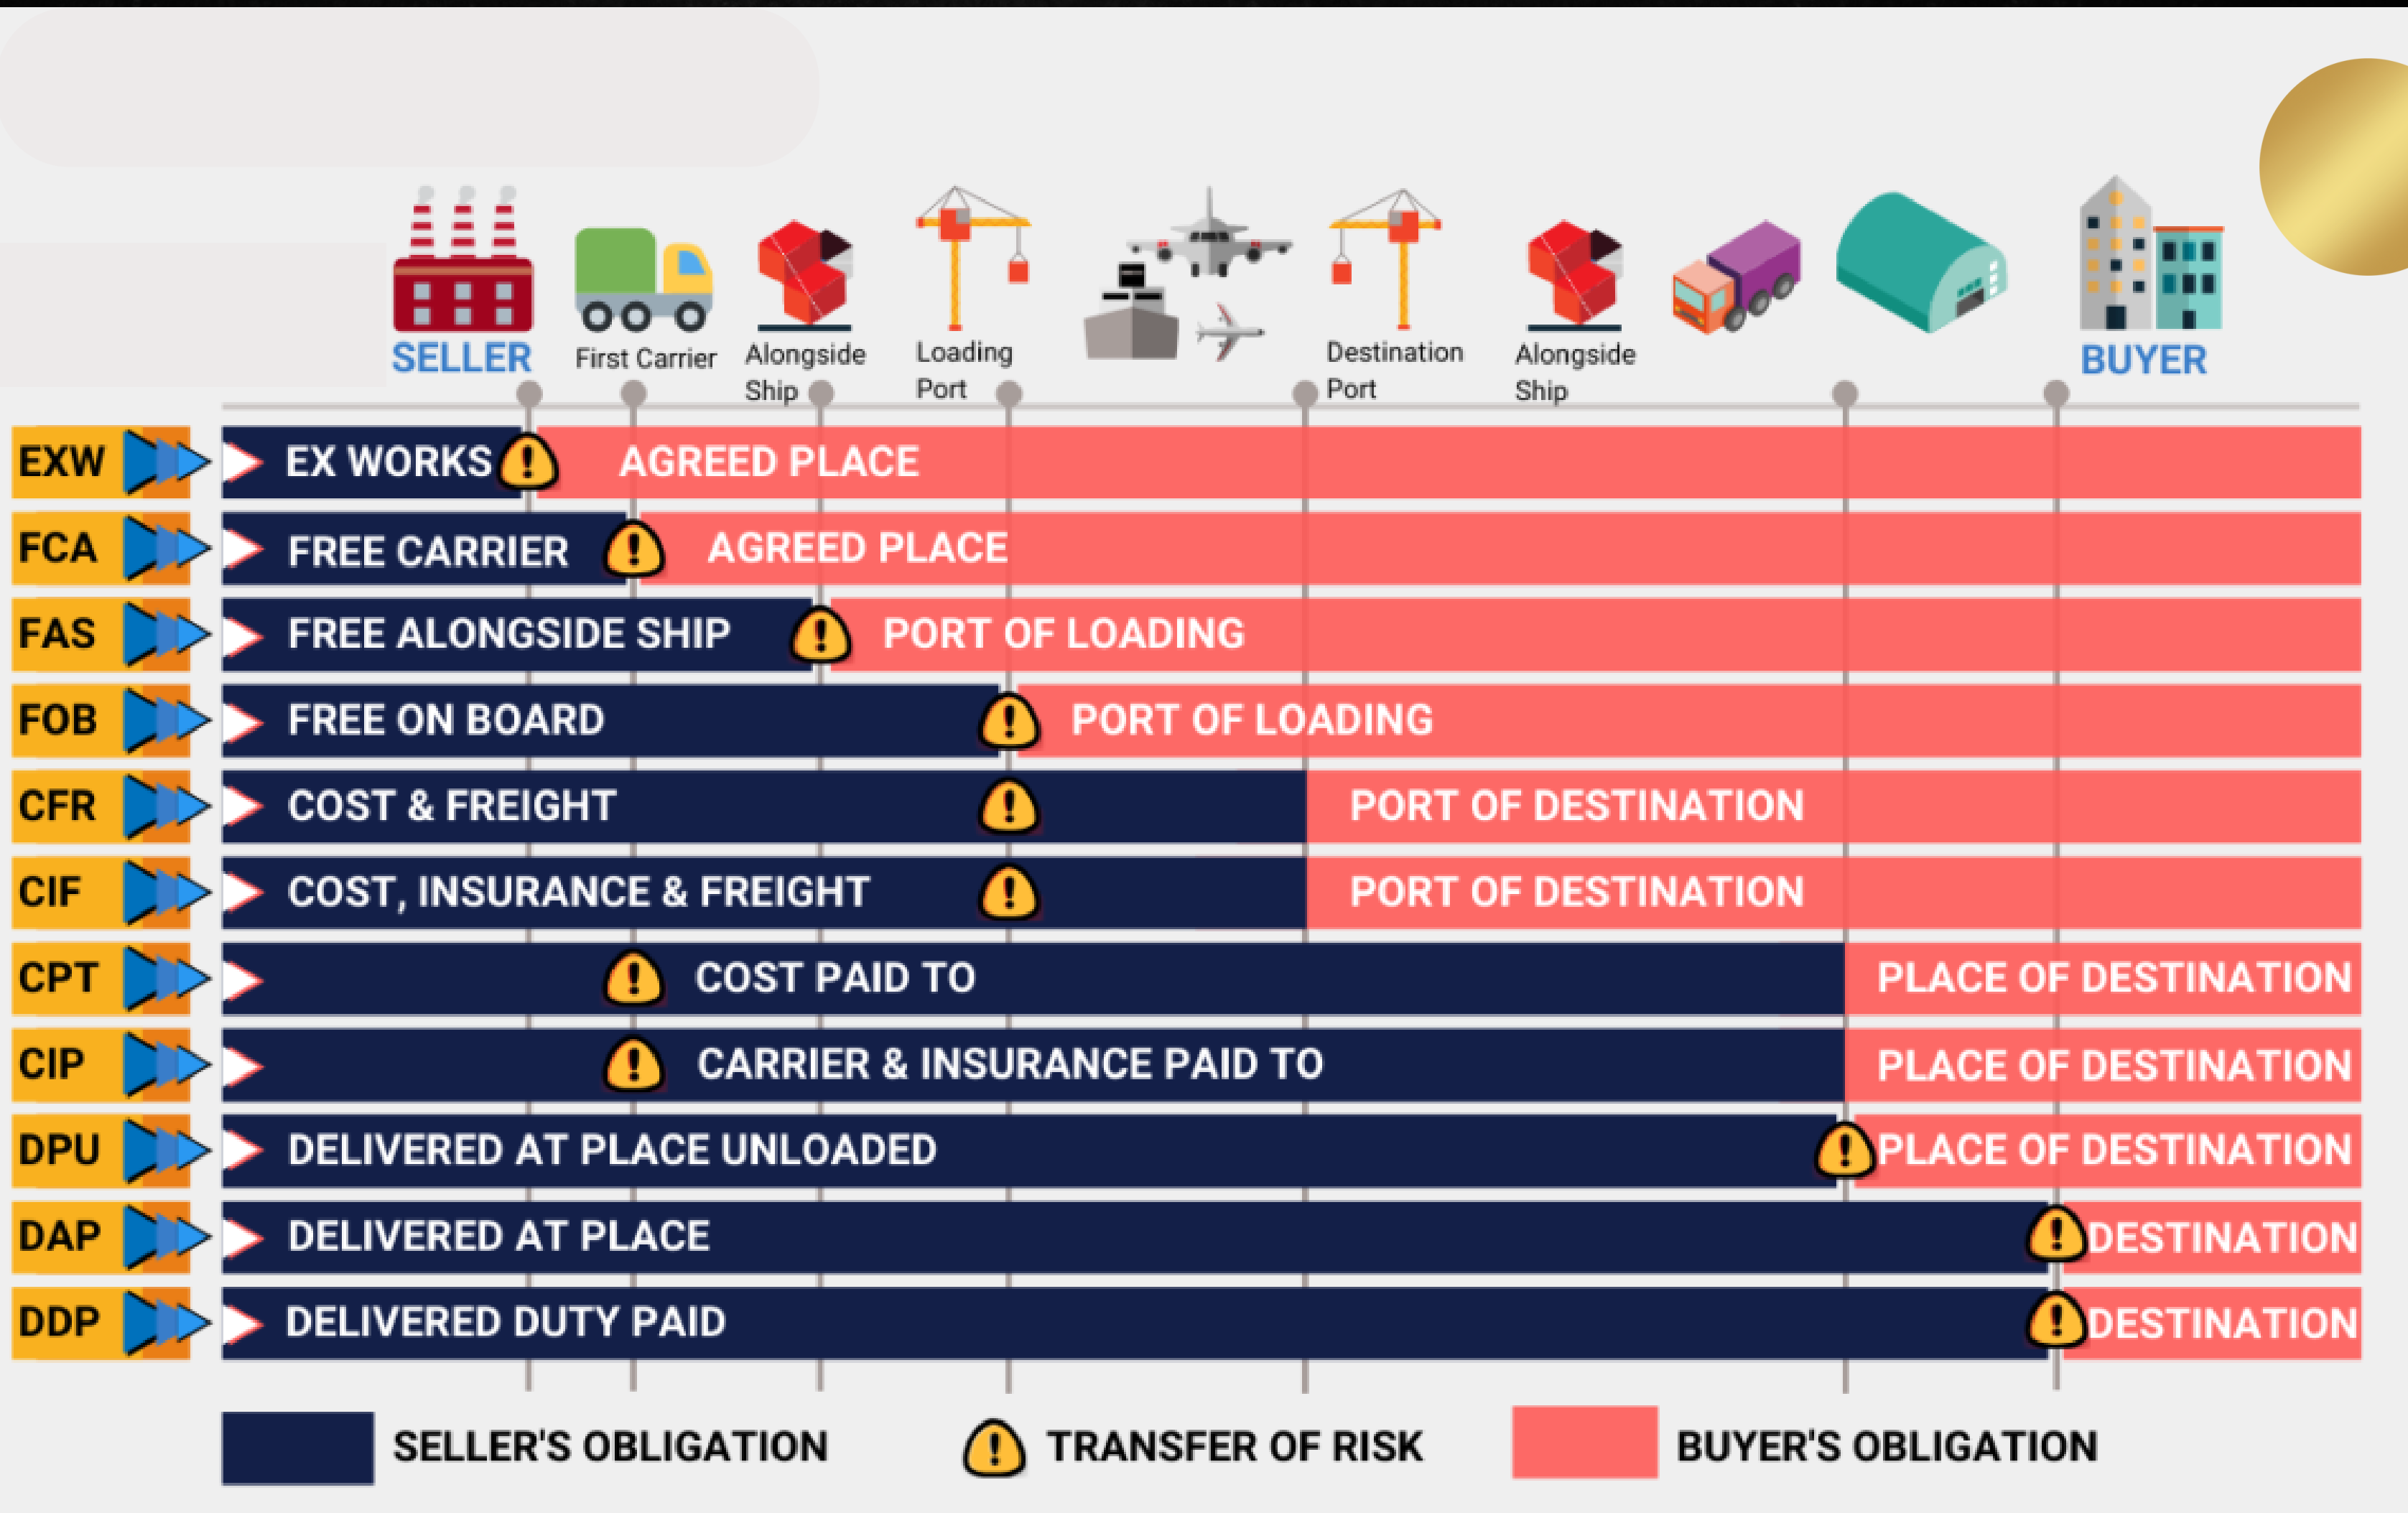 SELLER
First Carrier
Alongside
Ship
Loading
Port
Destination
Port
Alongside
Ship
BUYER
EXW EX WORKS AGREED PLACE
FCA FREE CARRIER AGREED PLACE
FAS FREE ALONGSIDE SHIP PORT OF LOADING
FOB FREE ON BOARD PORT OF LOADING
CFR COST & FREIGHT PORT OF DESTINATION
CIF COST, INSURANCE & FREIGHT PORT OF DESTINATION
CPT COST PAID TO PLACE OF DESTINATION
CIP CARRIER & INSURANCE PAID TO PLACE OF DESTINATION
DPU DELIVERED AT PLACE UNLOADED PLACE OF DESTINATION
DAP DELIVERED AT PLACE DESTINATION
DDP DELIVERED DUTY PAID DESTINATION
SELLER'S OBLIGATION TRANSFER OF RISK BUYER'S OBLIGATION